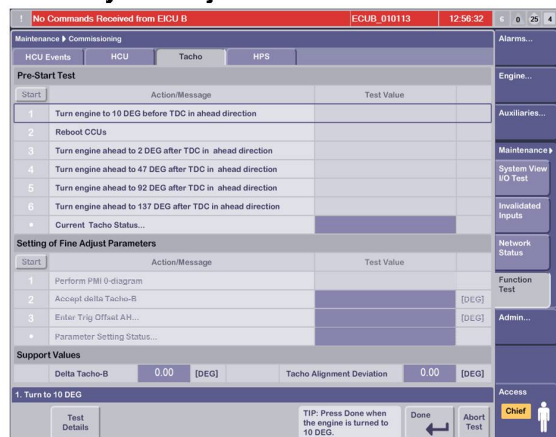 ! No Commands Received from EICU B ECUB_010113 12:56:32 6 0 25 4
Maintenance ▸ Commissioning
Alarms...
HCU Events HCU Tacho HPS
Pre-Start Test
Engine...
Start Action/Message Test Value
1 Turn engine to 10 DEG before TDC in ahead direction
Auxiliaries...
2 Reboot CCUs
3 Turn engine ahead to 2 DEG after TDC in ahead direction
Maintenance ▸
4 Turn engine ahead to 47 DEG after TDC in ahead direction
System View
I/O Test
5 Turn engine ahead to 92 DEG after TDC in ahead direction
6 Turn engine ahead to 137 DEG after TDC in ahead direction
Invalidated
Inputs
• Current Tacho Status...
Setting of Fine Adjust Parameters
Network
Status
Start Action/Message Test Value
1 Perform PMI 0-diagram
Function
Test
2 Accept delta Tacho-B [DEG]
3 Enter Trig Offset AH... [DEG]
Admin...
• Parameter Setting Status...
Support Values
Delta Tacho-B 0.00 [DEG] Tacho Alignment Deviation 0.00 [DEG]
1. Turn to 10 DEG
Access
Chief
Test
Details
TIP: Press Done when
the engine is turned to
10 DEG.
Done
Abort
Test